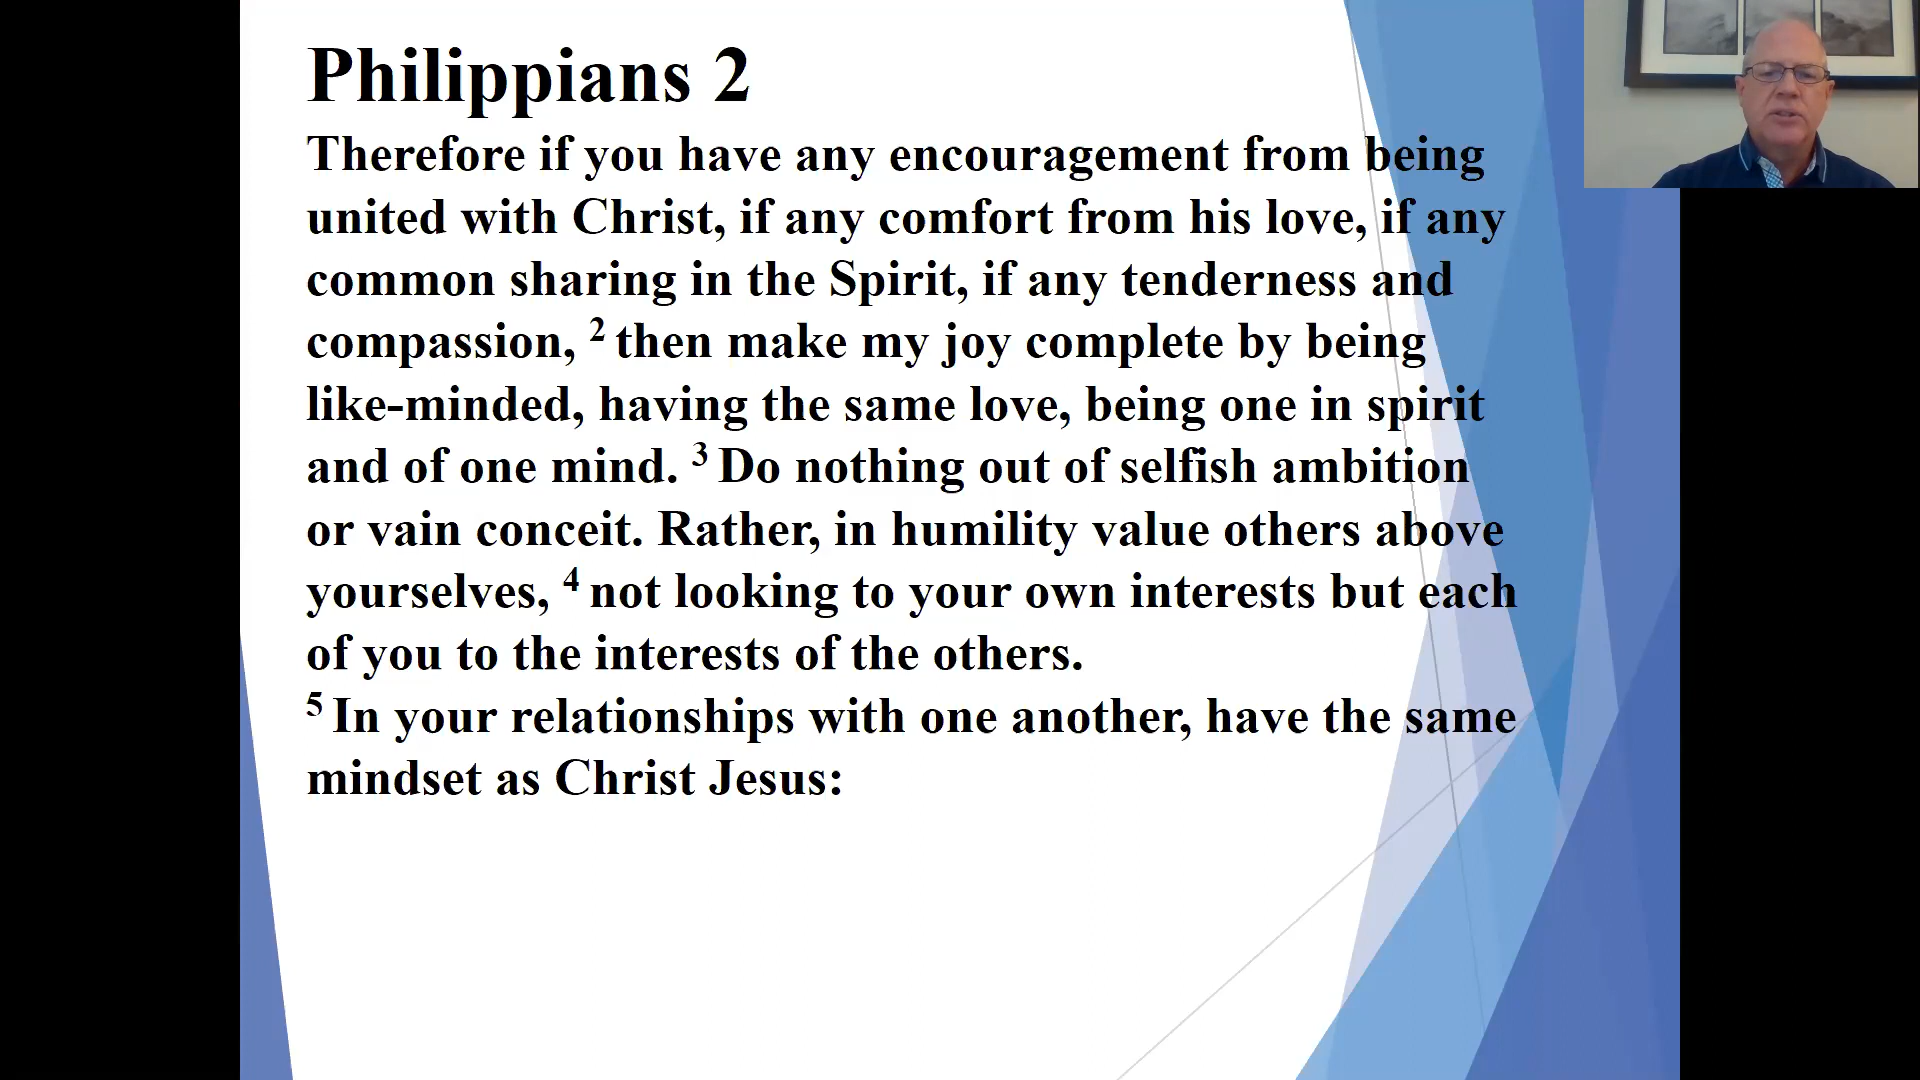 Philippians 2
Therefore if you have any encouragement from being
united with Christ, if any comfort from his love, if any
common sharing in the Spirit, if any tenderness and
compassion, 2 then make my joy complete by being
like-minded, having the same love, being one in spirit
and of one mind. 3 Do nothing out of selfish ambition
or vain conceit. Rather, in humility value others above
yourselves, 4 not looking to your own interests but each
of you to the interests of the others.
5 In your relationships with one another, have the same
mindset as Christ Jesus: